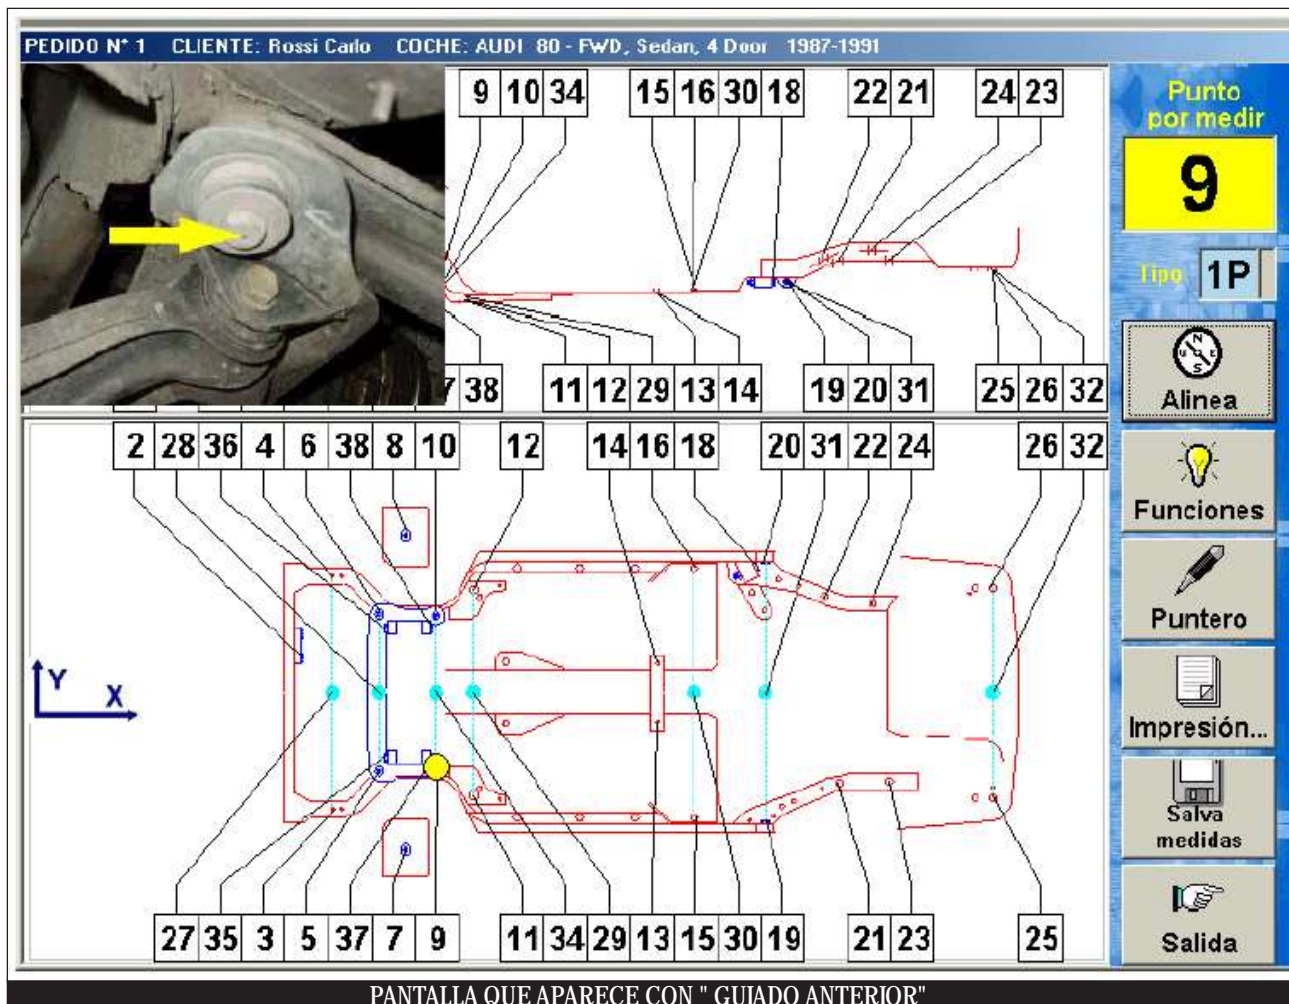 PEDIDO N° 1 CLIENTE: Rossi Carlo COCHE: AUDI 80 - FWD, Sedan, 4 Door 1987-1991
9 10 34 15 16 30 18 22 21 24 23
38 11 12 29 13 14 19 20 31 25 26 32
2 28 36 4 6 38 8 10 12 14 16 18 20 31 22 24 26 32
Y
X
27 35 3 5 37 7 9 11 34 29 13 15 30 19 21 23 25
Punto
por medir
9
Tipo 1P
N
E
S
Alinea
Funciones
Puntero
Impresión...
Salva
medidas
Salida
PANTALLA QUE APARECE CON " GUIADO ANTERIOR"